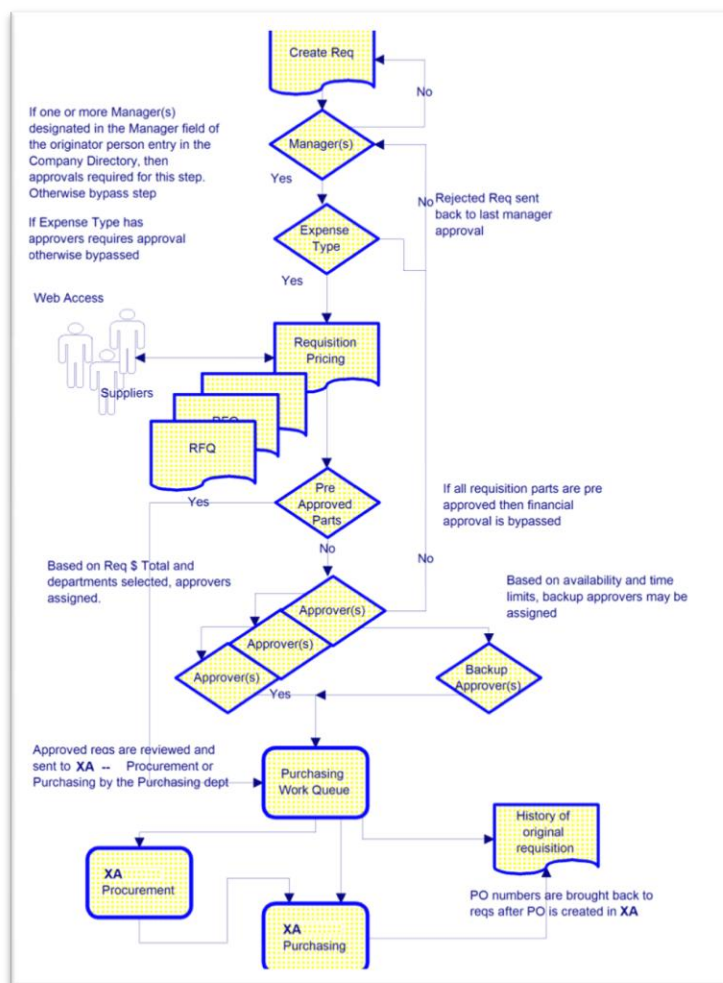 Create Req
No
If one or more Manager(s)
designated in the Manager field of
the originator person entry in the
Company Directory, then
approvals required for this step.
Otherwise bypass step
Manager(s)
Yes
No
Rejected Req sent
back to last manager
approval
If Expense Type has
approvers requires approval
otherwise bypassed
Expense
Type
Yes
Web Access
Suppliers
Requisition
Pricing
RFQ
RFQ
Yes
Pre
Approved
Parts
If all requisition parts are pre
approved then financial
approval is bypassed
No
No
Based on Req $ Total and
departments selected, approvers
assigned.
Based on availability and time
limits, backup approvers may be
assigned
Approver(s)
Approver(s)
Approver(s)
Yes
Backup
Approver(s)
Approved reqs are reviewed and
sent to XA -- Procurement or
Purchasing by the Purchasing dept
Purchasing
Work Queue
History of
original
requisition
XA
Procurement
XA
Purchasing
PO numbers are brought back to
reqs after PO is created in XA